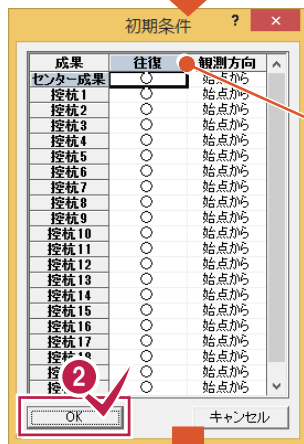 初期条件 ? ×
成果 往復 観測方向
センター成果 ○ 始点から
控杭1 ○ 始点から
控杭2 ○ 始点から
控杭3 ○ 始点から
控杭4 ○ 始点から
控杭5 ○ 始点から
控杭6 ○ 始点から
控杭7 ○ 始点から
控杭8 ○ 始点から
控杭9 ○ 始点から
控杭10 ○ 始点から
控杭11 ○ 始点から
控杭12 ○ 始点から
控杭13 ○ 始点から
控杭14 ○ 始点から
控杭15 ○ 始点から
控杭16 ○ 始点から
控杭17 ○ 始点から
○ 始点から
○ 始点から
○ 始点から
2
OK キャンセル